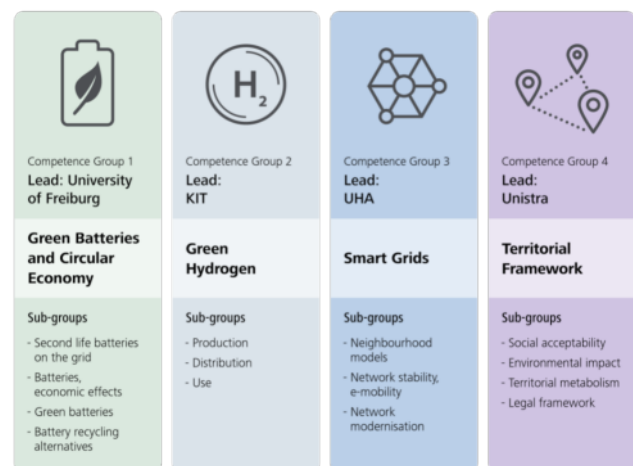 Competence Group 1
Lead: University
of Freiburg
Green Batteries
and Circular
Economy
Sub-groups
- Second life batteries
on the grid
- Batteries,
economic effects
- Green batteries
- Battery recycling
alternatives
H2
Competence Group 2
Lead:
KIT
Green
Hydrogen
Sub-groups
- Production
- Distribution
- Use
Competence Group 3
Lead:
UHA
Smart Grids
Sub-groups
- Neighbourhood
models
- Network stability,
e-mobility
- Network
modernisation
Competence Group 4
Lead:
Unistra
Territorial
Framework
Sub-groups
- Social acceptability
- Environmental impact
- Territorial metabolism
- Legal framework